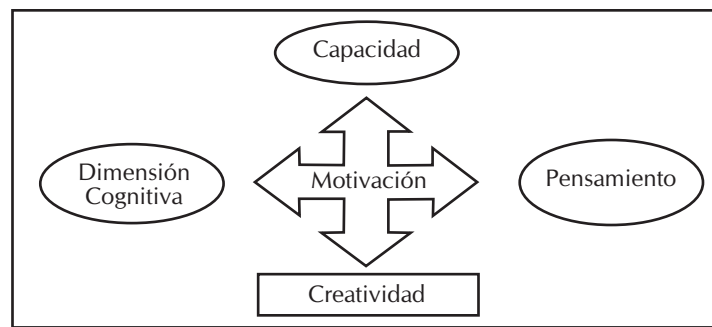 Capacidad
Dimensión
Cognitiva
Motivación
Pensamiento
Creatividad